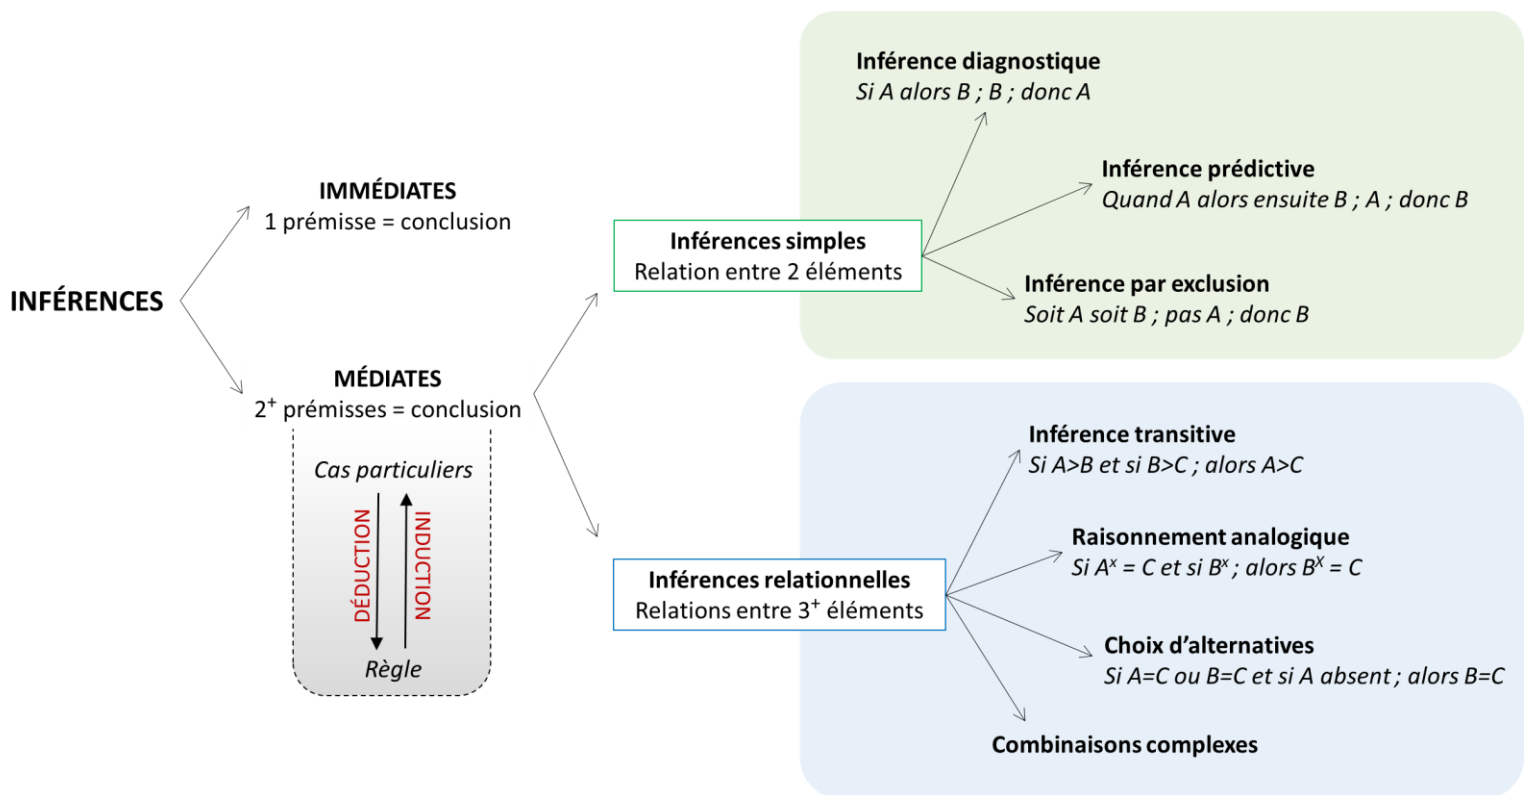 INFÉRENCES
IMMÉDIATES
1 prémisse = conclusion
MÉDIATES
2⁺ prémisses = conclusion
Cas particuliers
DÉDUCTION
INDUCTION
Règle
Inférences simples
Relation entre 2 éléments
Inférence diagnostique
Si A alors B ; B ; donc A
Inférence prédictive
Quand A alors ensuite B ; A ; donc B
Inférence par exclusion
Soit A soit B ; pas A ; donc B
Inférences relationnelles
Relations entre 3⁺ éléments
Inférence transitive
Si A>B et si B>C ; alors A>C
Raisonnement analogique
Si Aˣ = C et si Bˣ ; alors Bˣ = C
Choix d’alternatives
Si A=C ou B=C et si A absent ; alors B=C
Combinaisons complexes